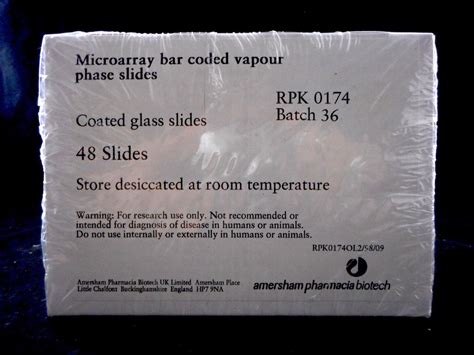 Microarray bar coded vapour
phase slides
RPK 0174
Coated glass slides
Batch 36
48 Slides
Store desiccated at room temperature
Warning: For research use only. Not recommended or
intended for diagnosis of disease in humans or animals.
Do not use internally or externally in humans or animals.
RPK0174OL2/58/09
Amersham Pharmacia Biotech UK Limited Amersham Place
Little Chalfont Buckinghamshire England HP7 9NA
amersham pharmacia biotech